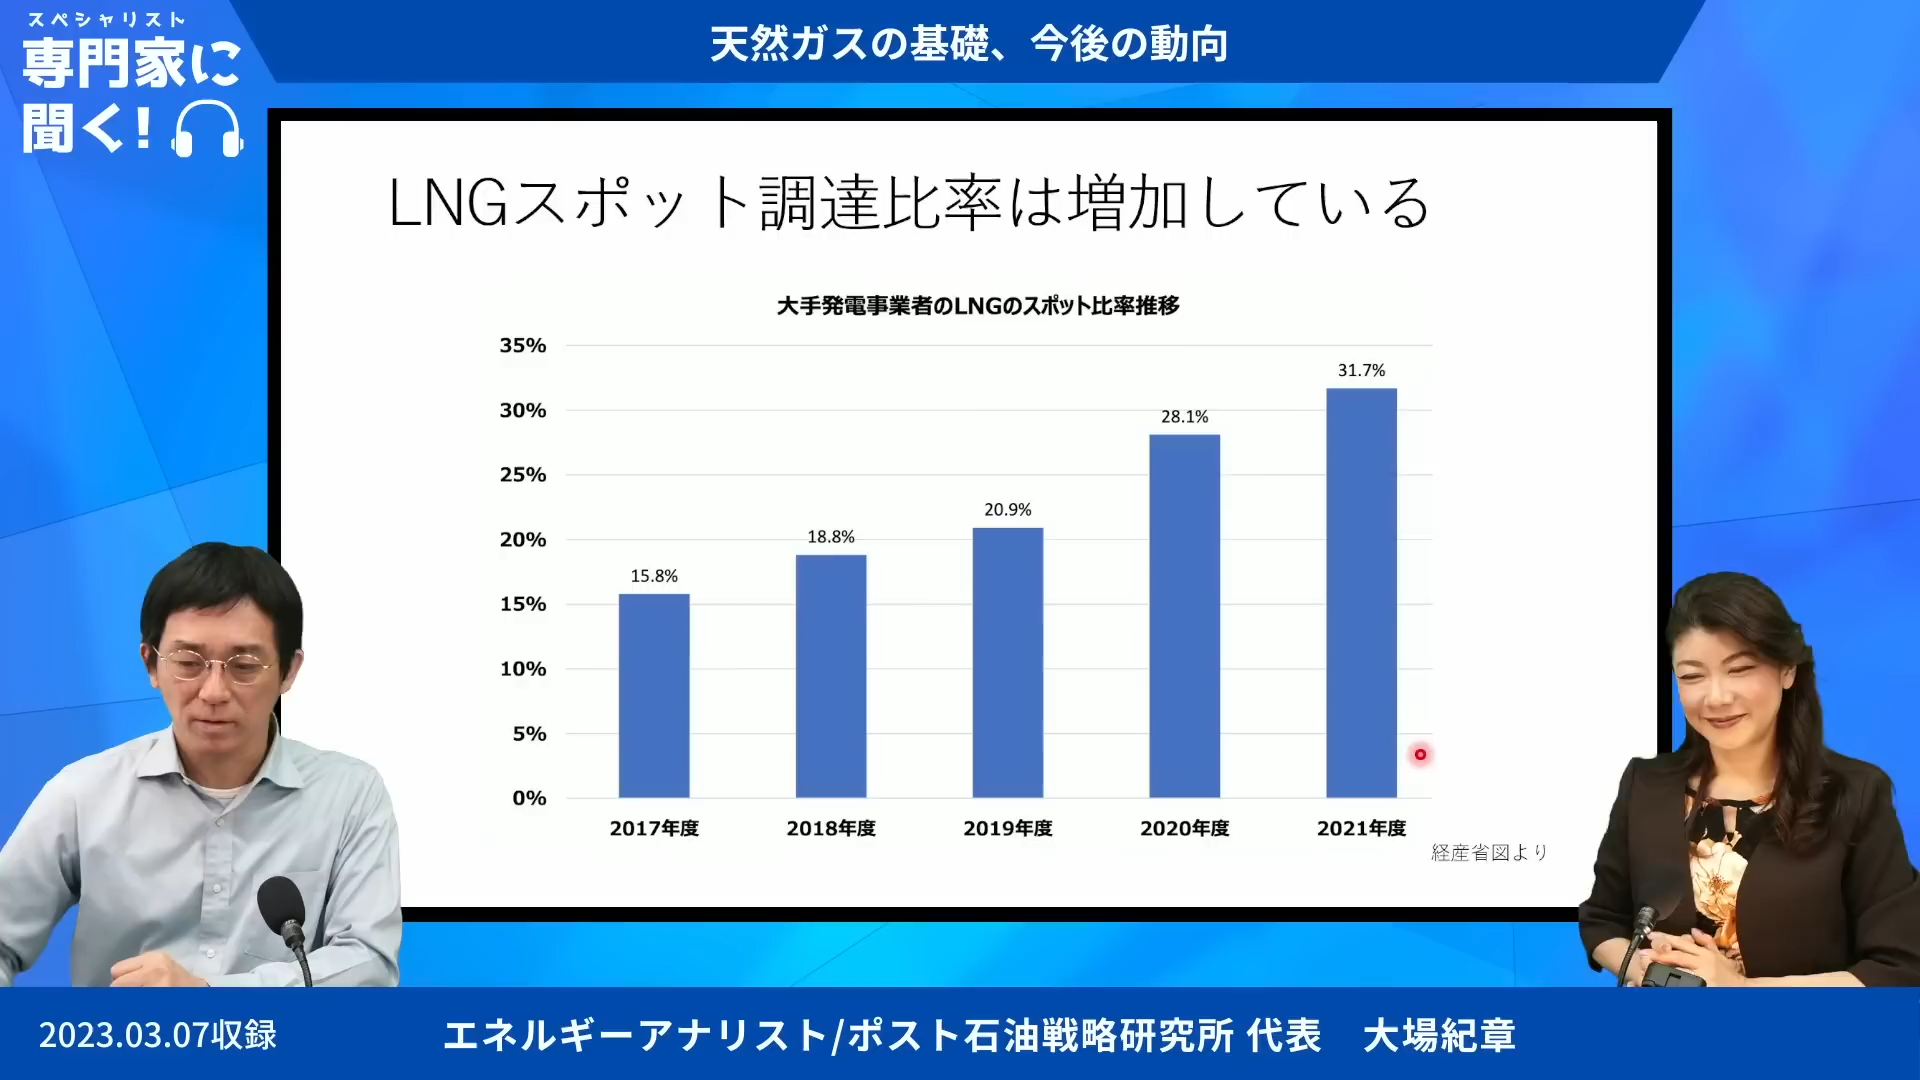 スペシャリスト
専門家に
聞く!
天然ガスの基礎、今後の動向
LNGスポット調達比率は増加している
大手発電事業者のLNGのスポット比率推移
35%
30%
25%
20%
15%
10%
5%
0%
15.8%
18.8%
20.9%
28.1%
31.7%
2017年度
2018年度
2019年度
2020年度
2021年度
経産省図より
2023.03.07収録
エネルギーアナリスト/ポスト石油戦略研究所 代表　大場紀章